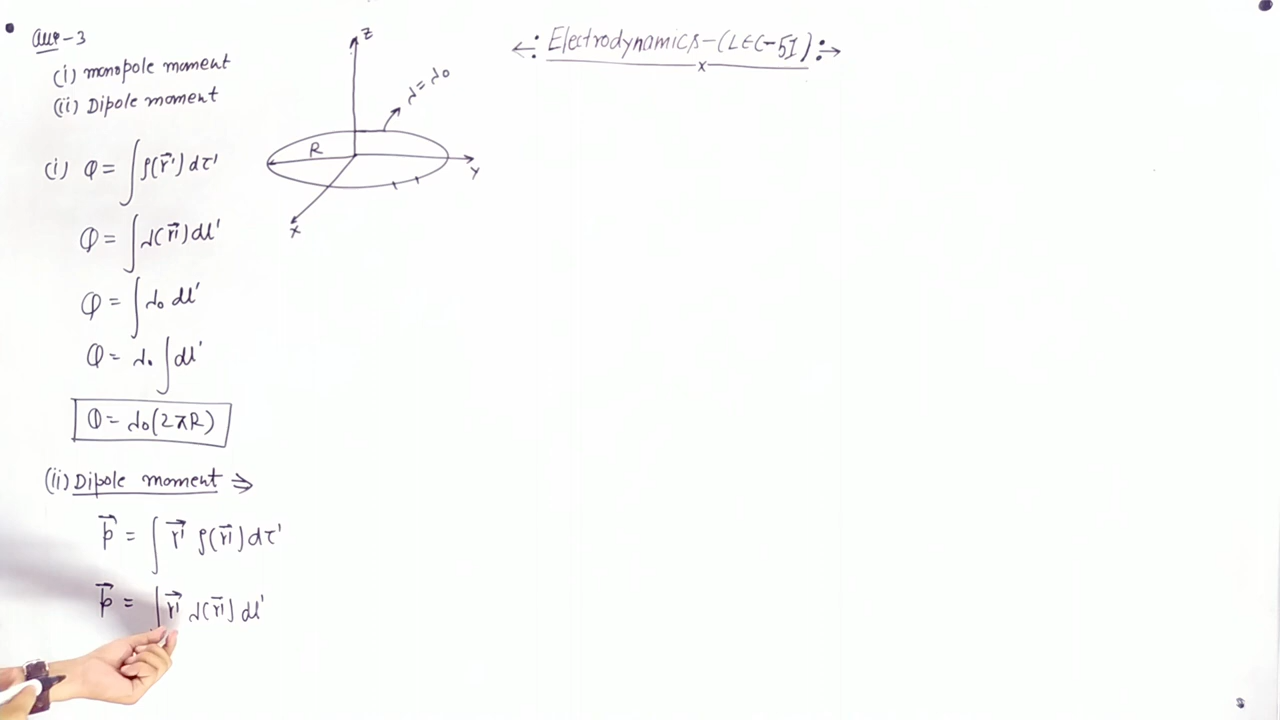 Que-3
(i) monopole moment
(ii) Dipole moment
(i) Q = ∫ρ(r⃗')dτ'
Q = ∫λ(r⃗')dl'
Q = ∫λ₀ dl'
Q = λ₀ ∫dl'
Q = λ₀(2πR)
(ii) Dipole moment ⇒
p⃗ = ∫ r⃗' ρ(r⃗')dτ'
p⃗ = ∫ r⃗' λ(r⃗')dl'
Z
λ=λ₀
R
Y
X
←: Electrodynamics-(LEC-51) :→
x